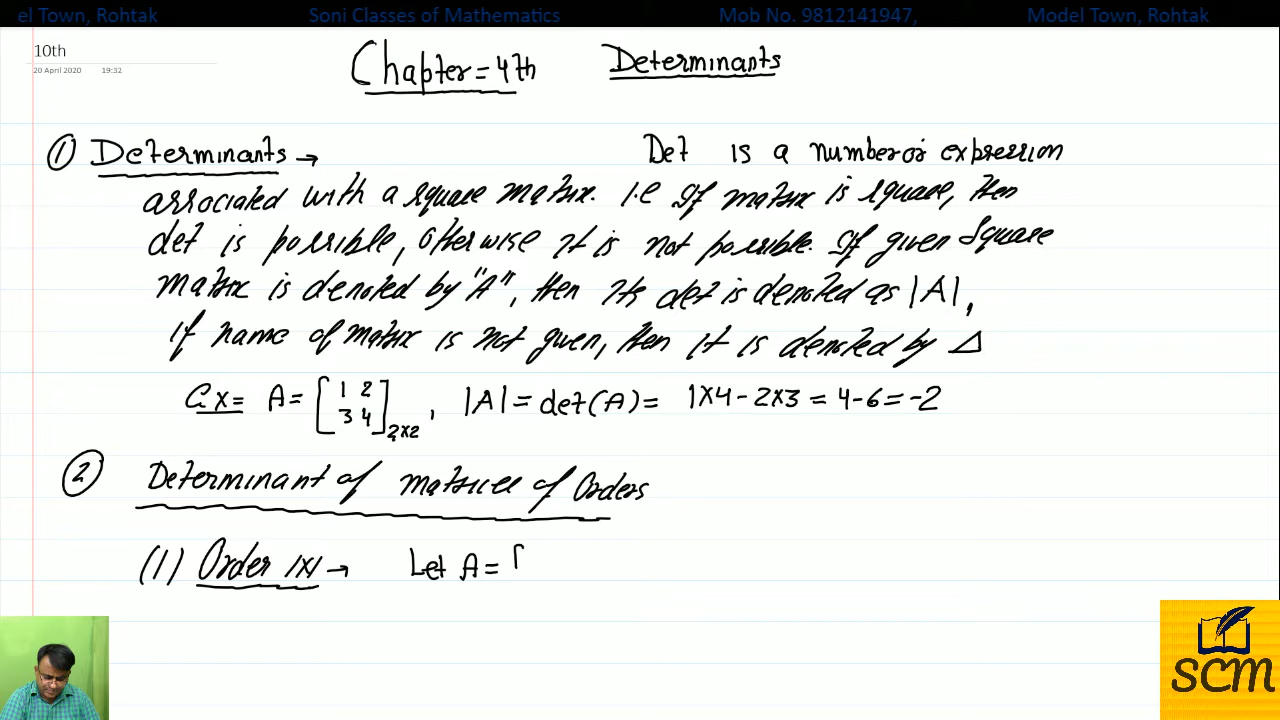 el Town, Rohtak Soni Classes of Mathematics Mob No. 9812141947, Model Town, Rohtak
10th
20 April 2020 19:32
Chapter = 4th Determinants
① Determinants → Det is a number or expression
associated with a square matrix. i.e If matrix is square, then
det is possible, otherwise it is not possible. If given square
matrix is denoted by "A", then its det is denoted as |A|,
if name of matrix is not given, then it is denoted by Δ
Ex = A = [1 2
3 4]2×2 , |A| = det(A) = 1×4 - 2×3 = 4 - 6 = -2
② Determinant of matrices of Orders
(1) Order 1×1 → Let A = [
SCM